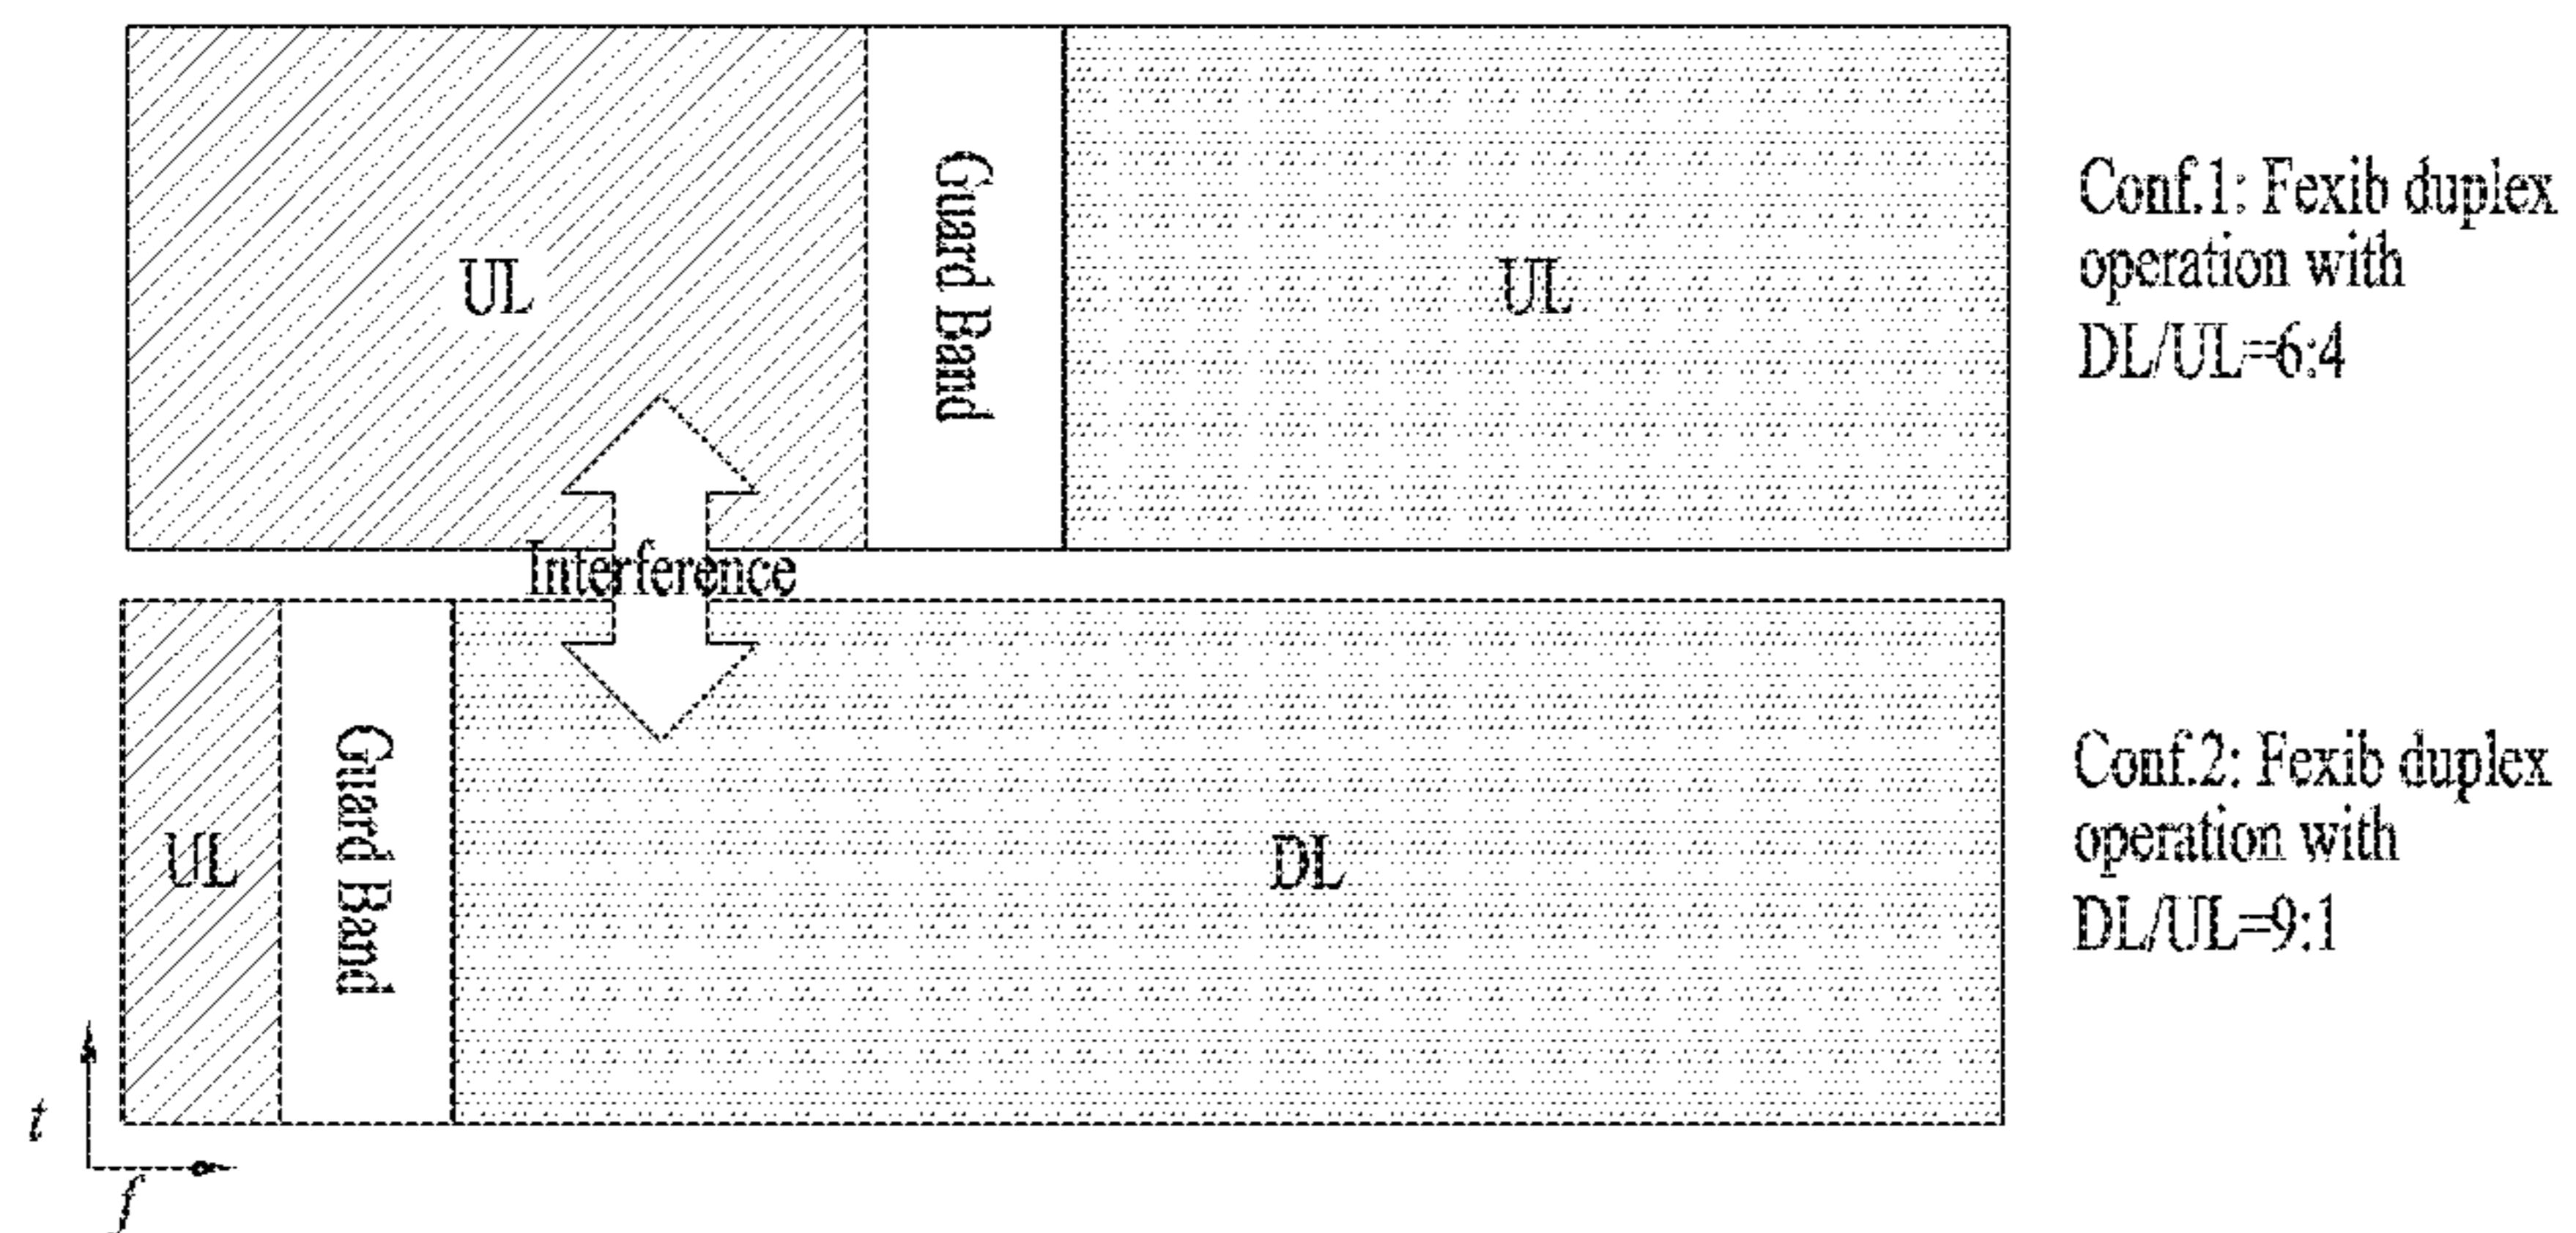 UL
Guard Band
UL
Conf.1: Fexib duplex
operation with
DL/UL=6:4
Interference
UL
Guard Band
DL
Conf.2: Fexib duplex
operation with
DL/UL=9:1
t
f